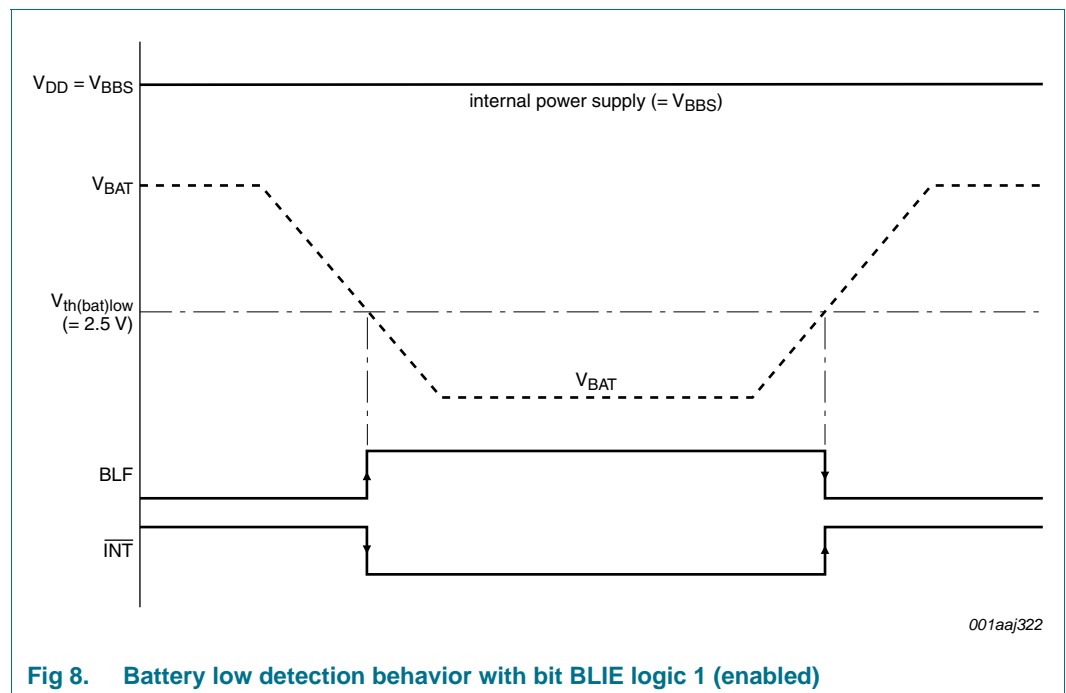 VDD = VBBS
internal power supply (= VBBS)
VBAT
Vth(bat)low
(= 2.5 V)
VBAT
BLF
INT
001aaj322
Fig 8. Battery low detection behavior with bit BLIE logic 1 (enabled)